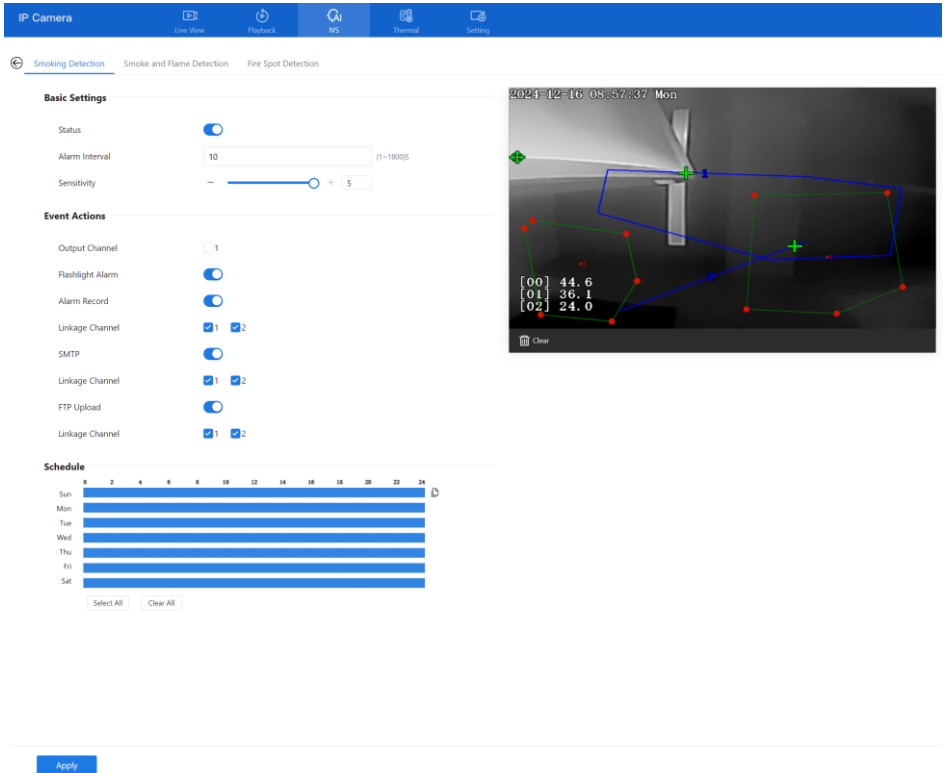 IP Camera
Live View Playback IVS Thermal Setting
Smoking Detection Smoke and Flame Detection Fire Spot Detection
Basic Settings
Status
Alarm Interval 10 (1~1800)S
Sensitivity − + 5
Event Actions
Output Channel 1
Flashlight Alarm
Alarm Record
Linkage Channel 1 2
SMTP
Linkage Channel 1 2
FTP Upload
Linkage Channel 1 2
Schedule
0 2 4 6 8 10 12 14 16 18 20 22 24
Sun
Mon
Tue
Wed
Thu
Fri
Sat
Select All Clear All
2024-12-16 08:57:37 Mon
1
#2
#1
2
[00] 44.6
[01] 36.1
[02] 24.0
Clear
Apply